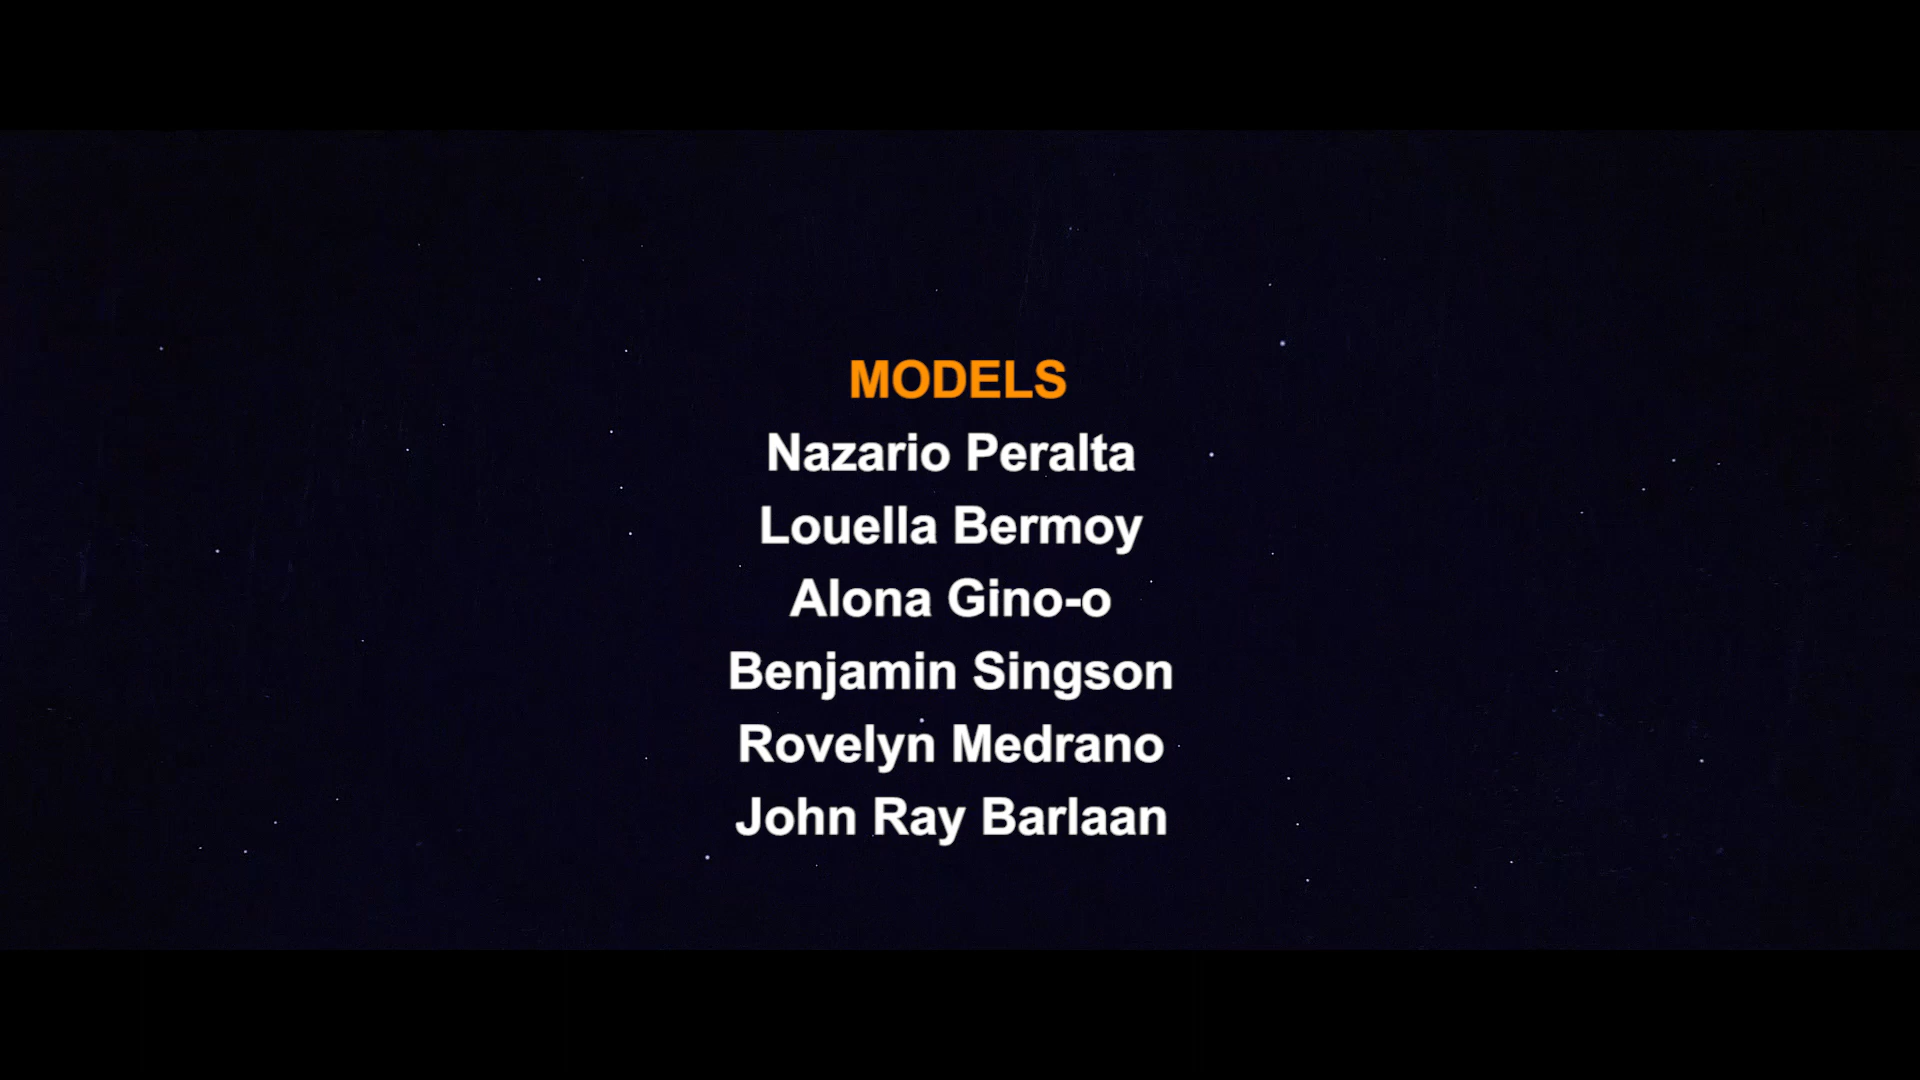 MODELS
Nazario Peralta
Louella Bermoy
Alona Gino-o
Benjamin Singson
Rovelyn Medrano
John Ray Barlaan